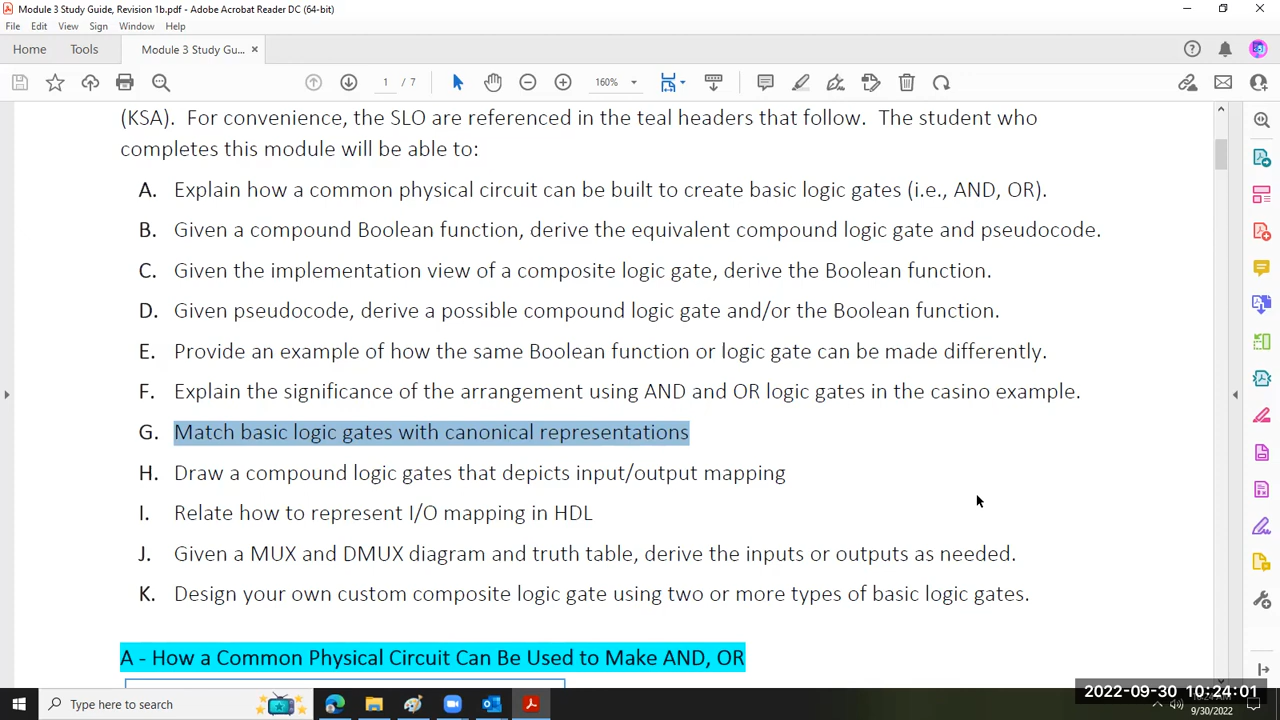 Module 3 Study Guide, Revision 1b.pdf - Adobe Acrobat Reader DC (64-bit)
File Edit View Sign Window Help
Home Tools Module 3 Study Gu... ×
1 / 7 160%
(KSA). For convenience, the SLO are referenced in the teal headers that follow. The student who
completes this module will be able to:
A. Explain how a common physical circuit can be built to create basic logic gates (i.e., AND, OR).
B. Given a compound Boolean function, derive the equivalent compound logic gate and pseudocode.
C. Given the implementation view of a composite logic gate, derive the Boolean function.
D. Given pseudocode, derive a possible compound logic gate and/or the Boolean function.
E. Provide an example of how the same Boolean function or logic gate can be made differently.
F. Explain the significance of the arrangement using AND and OR logic gates in the casino example.
G. Match basic logic gates with canonical representations
H. Draw a compound logic gates that depicts input/output mapping
I. Relate how to represent I/O mapping in HDL
J. Given a MUX and DMUX diagram and truth table, derive the inputs or outputs as needed.
K. Design your own custom composite logic gate using two or more types of basic logic gates.
A - How a Common Physical Circuit Can Be Used to Make AND, OR
Type here to search
2022-09-30 10:24:01
9/30/2022